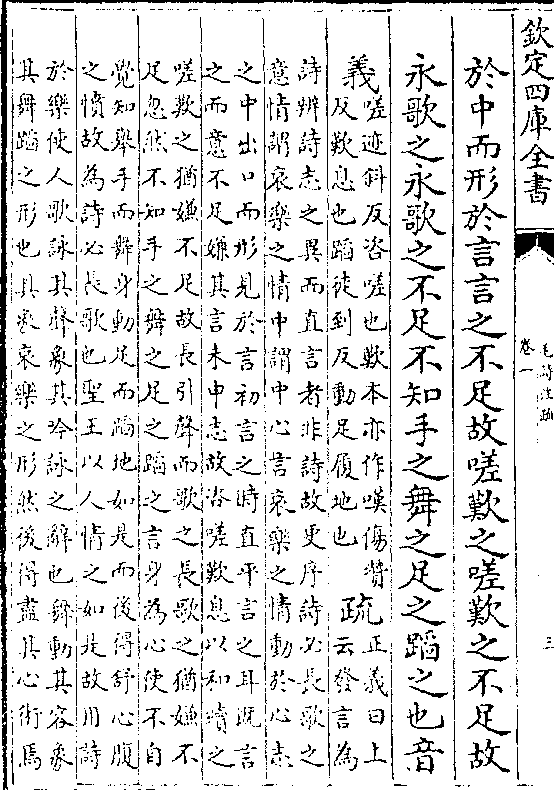 欽定四庫全書
毛詩注疏
卷一
三
於中而形於言言之不足故嗟歎之嗟歎之不足故
永歌之永歌之不足不知手之舞之足之蹈之也音
義
嗟迹斜反咨嗟也歎本亦作嘆傷贊
反歎息也蹈徒到反動足履地也
疏
正義曰上
云發言為
詩辨詩志之異而直言者非詩故更序詩必長歌之
意情謂哀樂之情中謂中心言哀樂之情動於心志
之中出口而形見於言初言之時直平言之耳既言
之而意不足嫌其言未申志故咨嗟歎息以和續之
嗟歎之猶嫌不足故長引聲而歌之長歌之猶嫌不
足忽然不知手之舞之足之蹈之言身為心使不自
覺知舉手而舞身動足而蹈地如是而後得舒心腹
之憤故為詩必長歌也聖王以人情之如是故用詩
於樂使人歌詠其聲象其吟詠之辭也舞動其容象
其舞蹈之形也具象哀樂之形然後得盡其心術焉